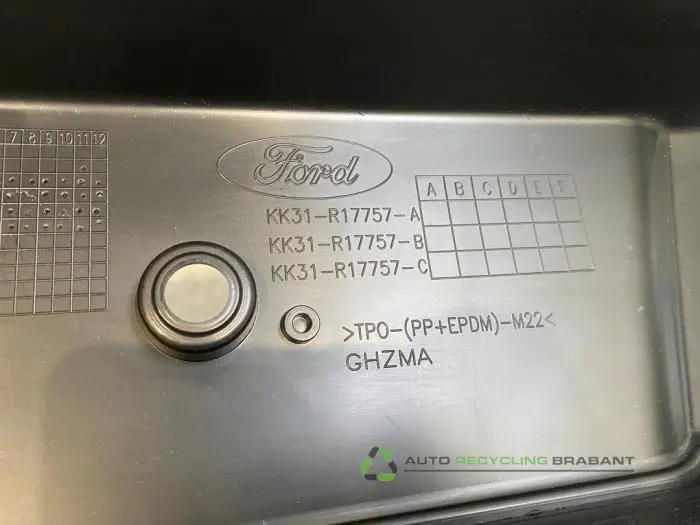 7 8 9 10 11 12
Ford
A B C D E F
KK31-R17757-A
KK31-R17757-B
KK31-R17757-C
>TPO-(PP+EPDM)-M22<
GHZMA
AUTO RECYCLING BRABANT